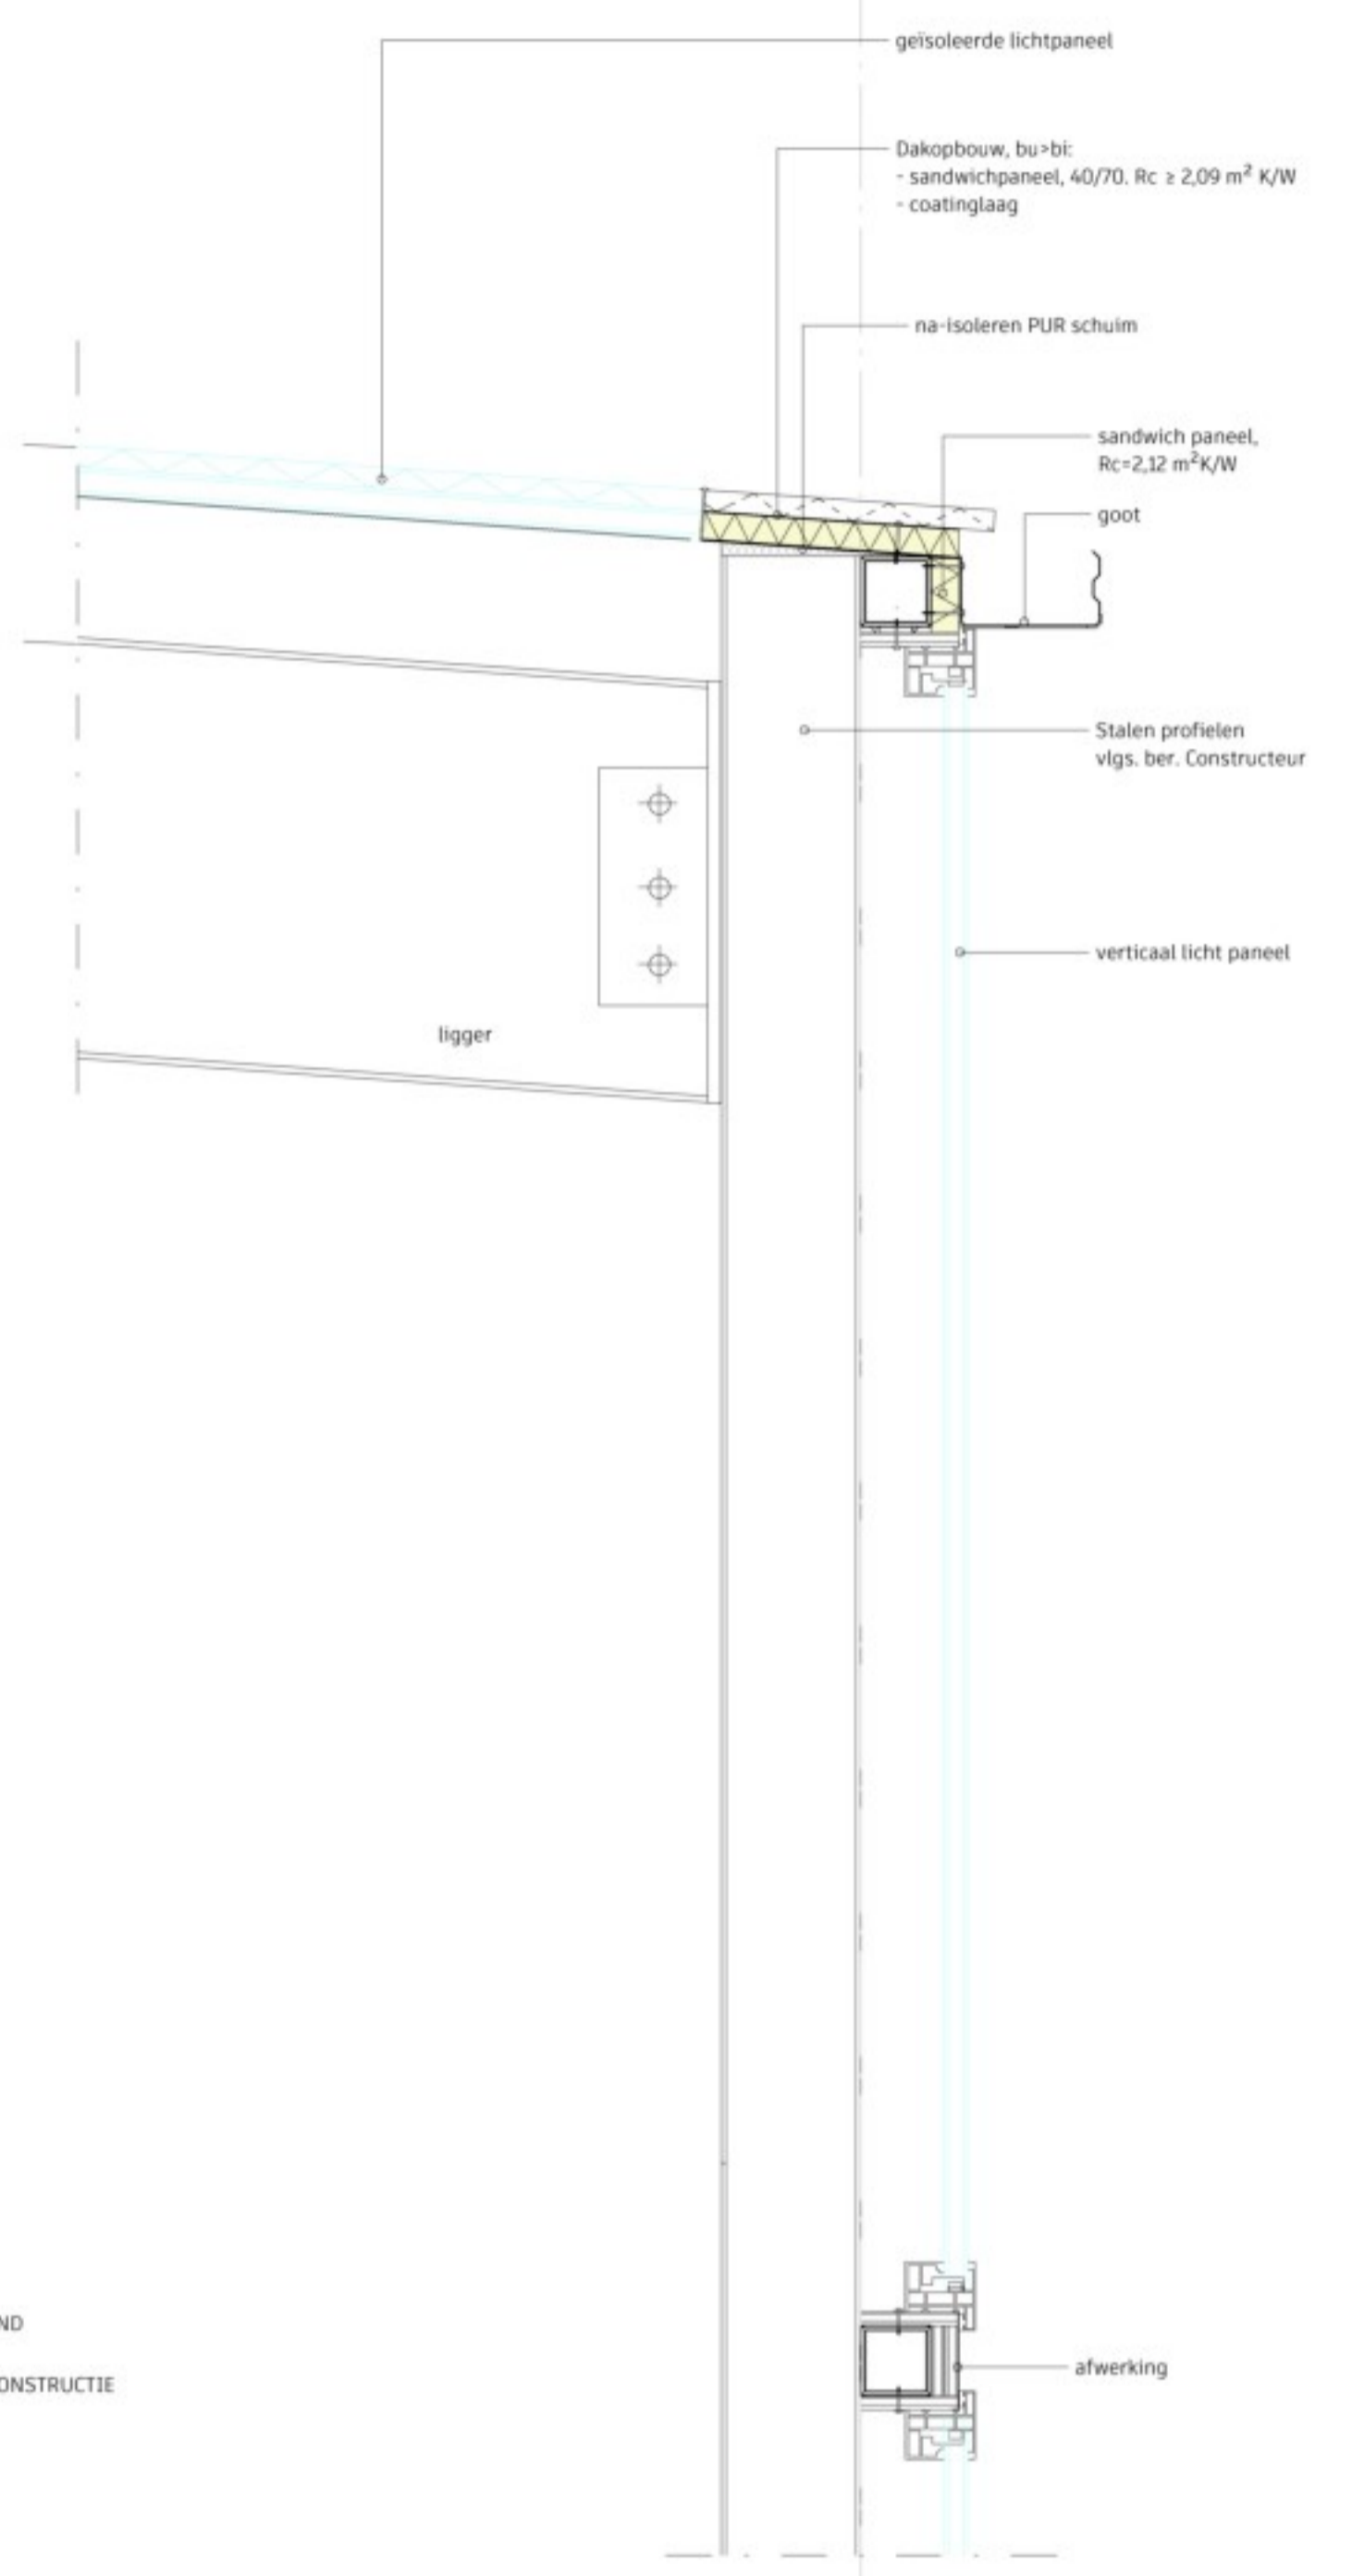 geïsoleerde lichtpaneel
Dakopbouw, bu>bi:
- sandwichpaneel, 40/70. Rc ≥ 2,09 m² K/W
- coatinglaag
na-isoleren PUR schuim
sandwich paneel,
Rc=2,12 m²K/W
goot
Stalen profielen
vlgs. ber. Constructeur
verticaal licht paneel
ligger
ND
ONSTRUCTIE
afwerking